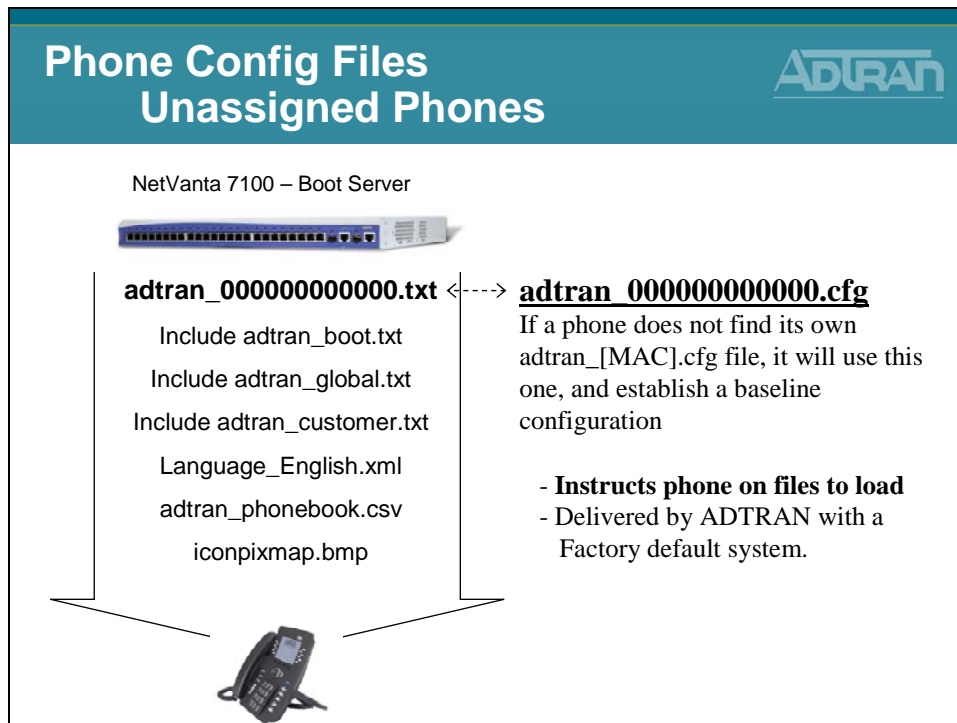 Phone Config Files
Unassigned Phones
ADTRAN
NetVanta 7100 – Boot Server
adtran_000000000000.txt
Include adtran_boot.txt
Include adtran_global.txt
Include adtran_customer.txt
Language_English.xml
adtran_phonebook.csv
iconpixmap.bmp
adtran_000000000000.cfg
If a phone does not find its own
adtran_[MAC].cfg file, it will use this
one, and establish a baseline
configuration
- Instructs phone on files to load
- Delivered by ADTRAN with a
Factory default system.